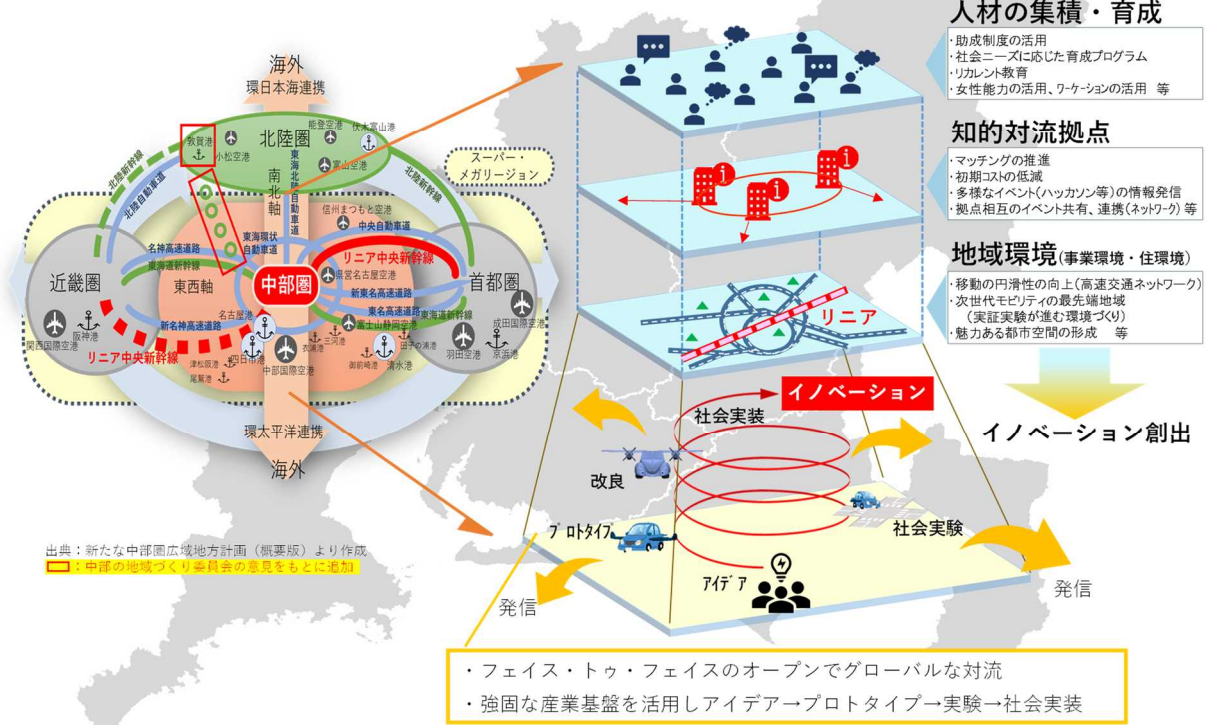 海外
環日本海連携
敦賀港
小松空港
北陸圏
能登空港
伏木富山港
富山空港
北陸新幹線
北陸自動車道
南北軸
東海北陸自動車道
北陸新幹線
スーパー・
メガリージョン
信州まつもと空港
中央自動車道
名神高速道路
東海環状
自動車道
リニア中央新幹線
東海道新幹線
近畿圏
東西軸
中部圏
県営名古屋空港
首都圏
新東名高速道路
東名高速道路
名古屋港
東海道新幹線
成田国際空港
新名神高速道路
富士山静岡空港
関西国際空港
阪神港
リニア中央新幹線
三河港
衣浦港
田子の浦港
羽田空港
京浜港
津松阪港
四日市港
尾鷲港
中部国際空港
御前崎港
清水港
環太平洋連携
海外
出典：新たな中部圏広域地方計画（概要版）より作成
：中部の地域づくり委員会の意見をもとに追加
人材の集積・育成
・助成制度の活用
・社会ニーズに応じた育成プログラム
・リカレント教育
・女性能力の活用、ワーケーションの活用 等
知的対流拠点
・マッチングの推進
・初期コストの低減
・多様なイベント(ハッカソン等)の情報発信
・拠点相互のイベント共有、連携(ネットワーク) 等
地域環境(事業環境・住環境)
・移動の円滑性の向上(高速交通ネットワーク)
・次世代モビリティの最先端地域
(実証実験が進む環境づくり)
・魅力ある都市空間の形成 等
リニア
イノベーション創出
イノベーション
社会実装
改良
プロトタイプ
社会実験
アイデア
発信
発信
・フェイス・トゥ・フェイスのオープンでグローバルな対流
・強固な産業基盤を活用しアイデア→プロトタイプ→実験→社会実装